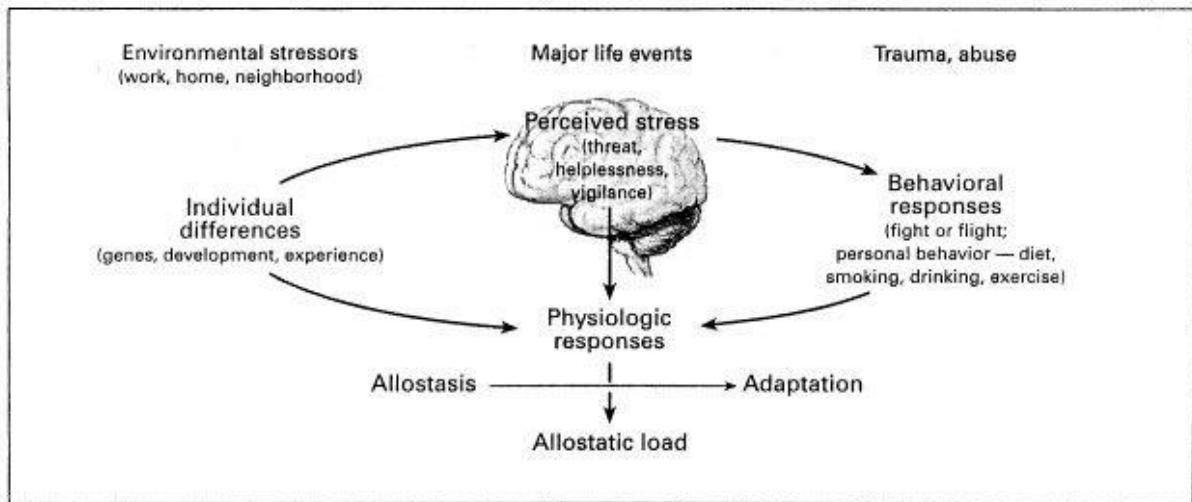 Environmental stressors
(work, home, neighborhood)
Major life events
Trauma, abuse
Perceived stress
(threat,
helplessness,
vigilance)
Individual
differences
(genes, development, experience)
Behavioral
responses
(fight or flight;
personal behavior — diet,
smoking, drinking, exercise)
Physiologic
responses
Allostasis
Adaptation
Allostatic load